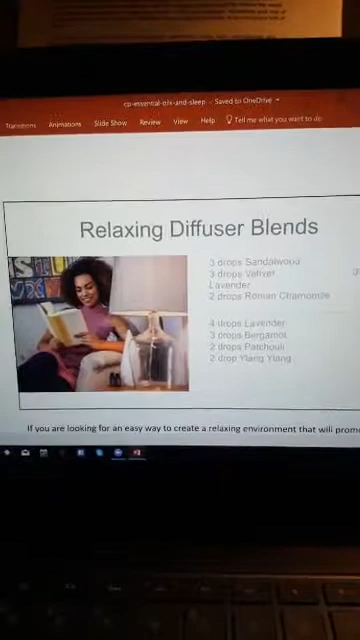 cp-essential-oils-and-sleep - Saved to OneDrive
Transitions Animations Slide Show Review View Help Tell me what you want to do
Relaxing Diffuser Blends
3 drops Sandalwood
3 drops Vetiver
Lavender
2 drops Roman Chamomile
4 drops Lavender
3 drops Bergamot
2 drops Patchouli
2 drop Ylang Ylang
If you are looking for an easy way to create a relaxing environment that will